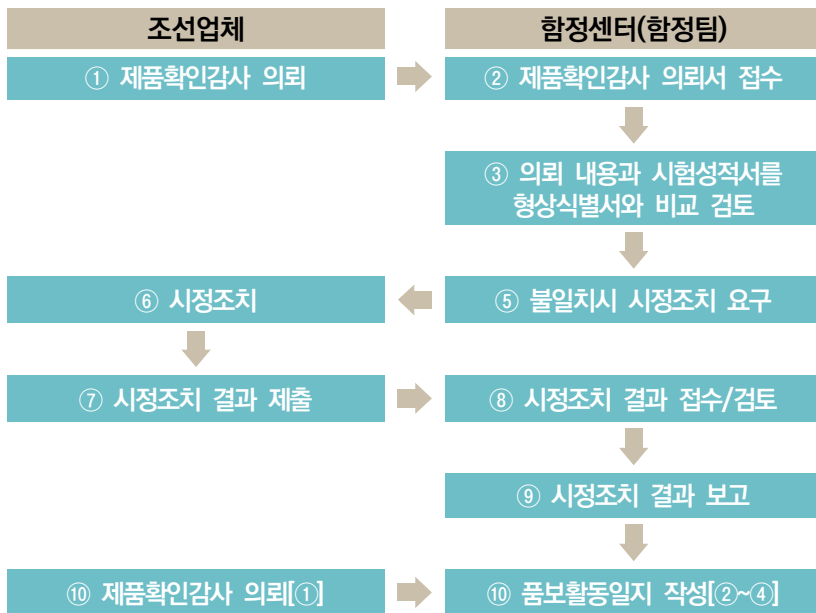 조선업체
함정센터(함정팀)
① 제품확인감사 의뢰
② 제품확인감사 의뢰서 접수
③ 의뢰 내용과 시험성적서를
형상식별서와 비교 검토
⑥ 시정조치
⑤ 불일치시 시정조치 요구
⑦ 시정조치 결과 제출
⑧ 시정조치 결과 접수/검토
⑨ 시정조치 결과 보고
⑩ 제품확인감사 의뢰[①]
⑩ 품보활동일지 작성[②~④]